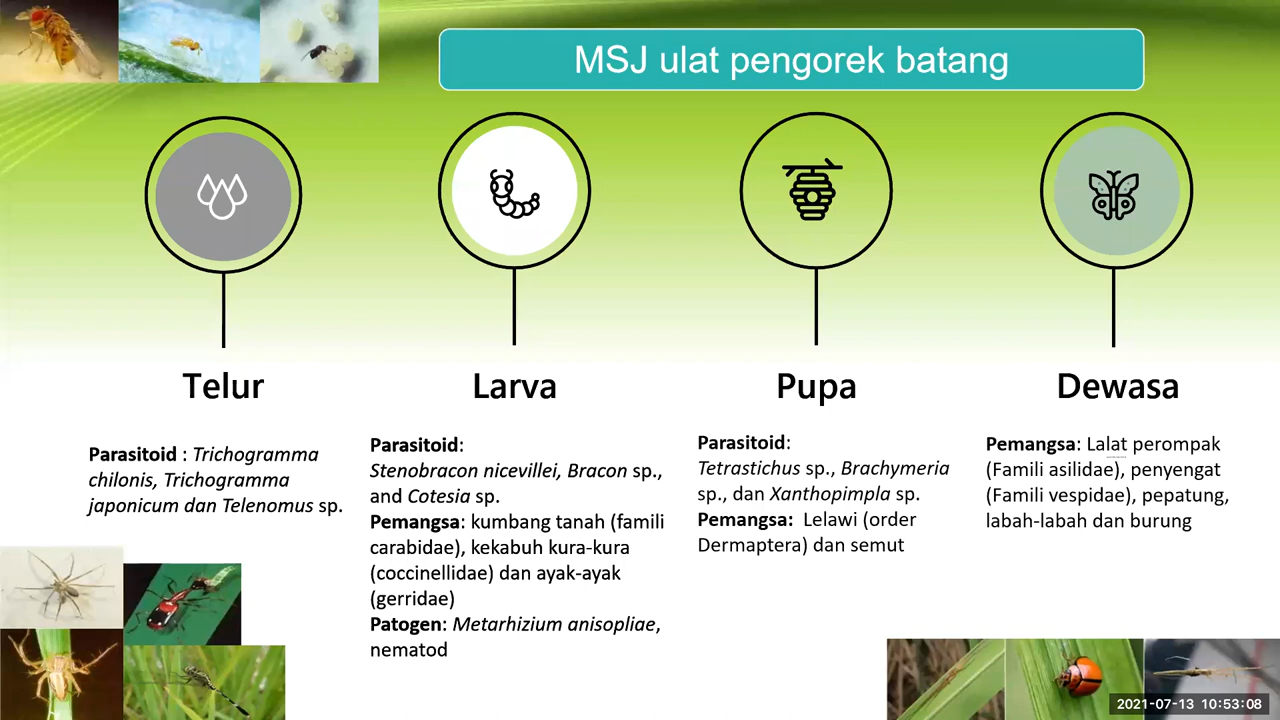 MSJ ulat pengorek batang
Telur
Parasitoid : Trichogramma
chilonis, Trichogramma
japonicum dan Telenomus sp.
Larva
Parasitoid:
Stenobracon nicevillei, Bracon sp.,
and Cotesia sp.
Pemangsa: kumbang tanah (famili
carabidae), kekabuh kura-kura
(coccinellidae) dan ayak-ayak
(gerridae)
Patogen: Metarhizium anisopliae,
nematod
Pupa
Parasitoid:
Tetrastichus sp., Brachymeria
sp., dan Xanthopimpla sp.
Pemangsa: Lelawi (order
Dermaptera) dan semut
Dewasa
Pemangsa: Lalat perompak
(Famili asilidae), penyengat
(Famili vespidae), pepatung,
labah-labah dan burung
2021-07-13 10:53:08